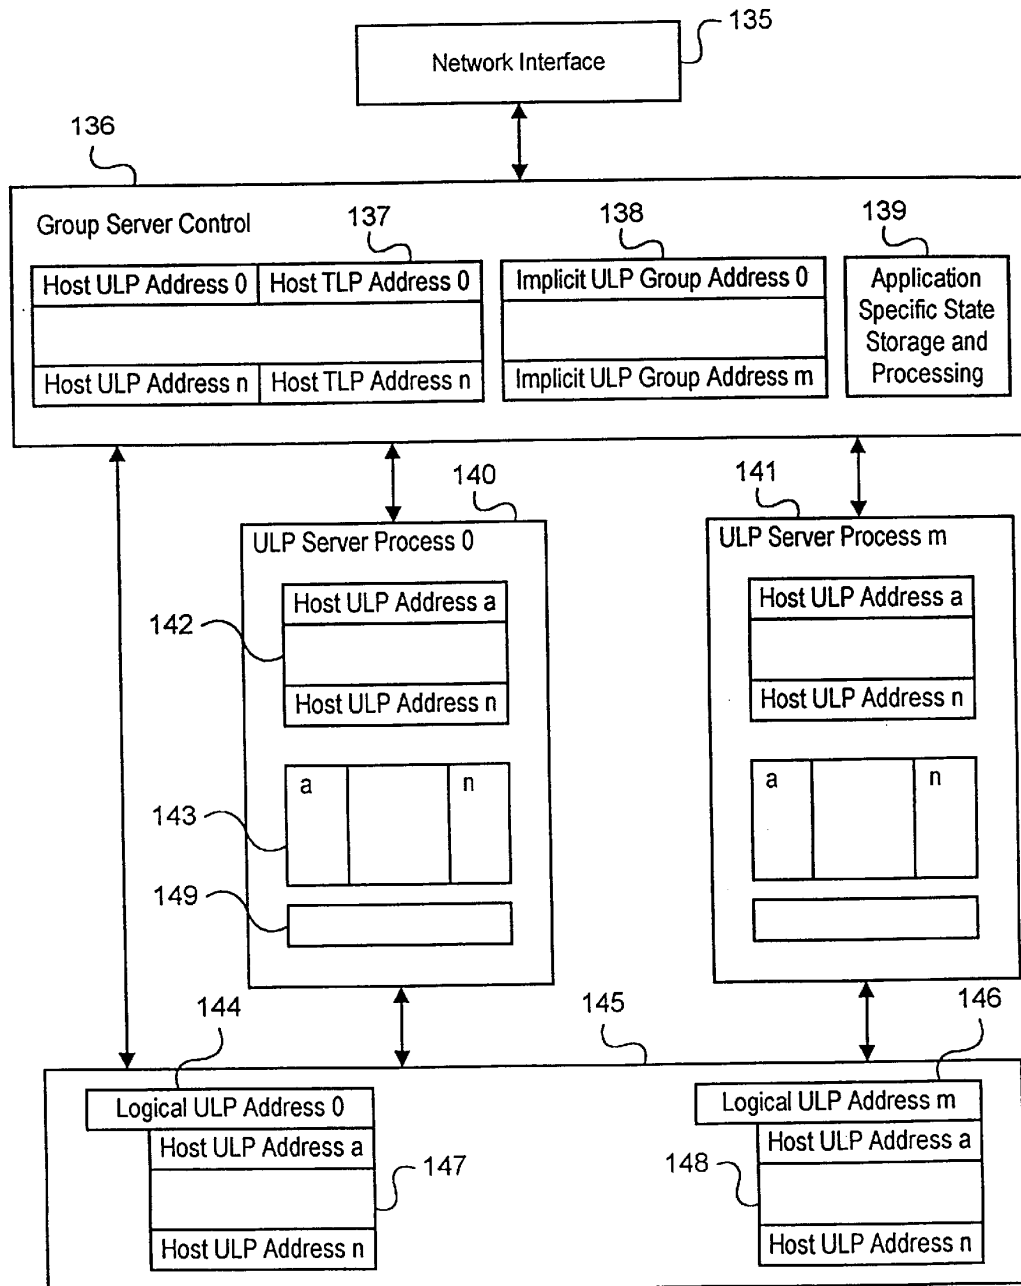 135
Network Interface
136
Group Server Control
137
138
139
Host ULP Address 0
Host TLP Address 0
Host ULP Address n
Host TLP Address n
Implicit ULP Group Address 0
Implicit ULP Group Address m
Application
Specific State
Storage and
Processing
140
141
ULP Server Process 0
ULP Server Process m
142
Host ULP Address a
Host ULP Address n
Host ULP Address a
Host ULP Address n
143
a
n
a
n
149
144
145
146
Logical ULP Address 0
Host ULP Address a
147
Host ULP Address n
Logical ULP Address m
Host ULP Address a
148
Host ULP Address n